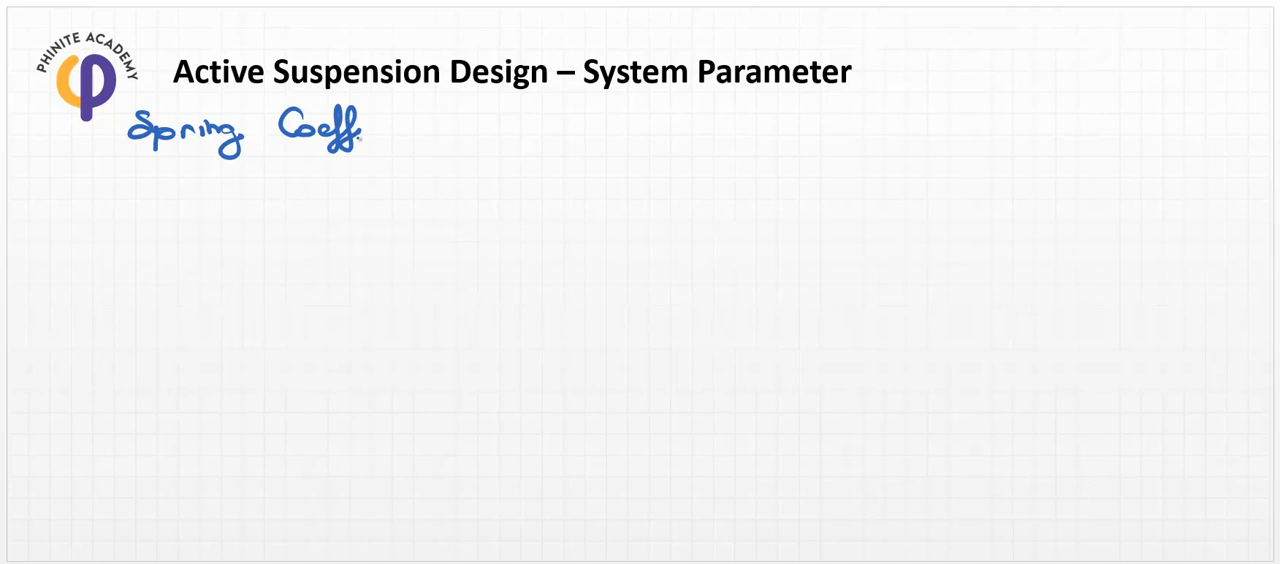 PHINITE ACADEMY
Active Suspension Design – System Parameter
Spring Coeff.